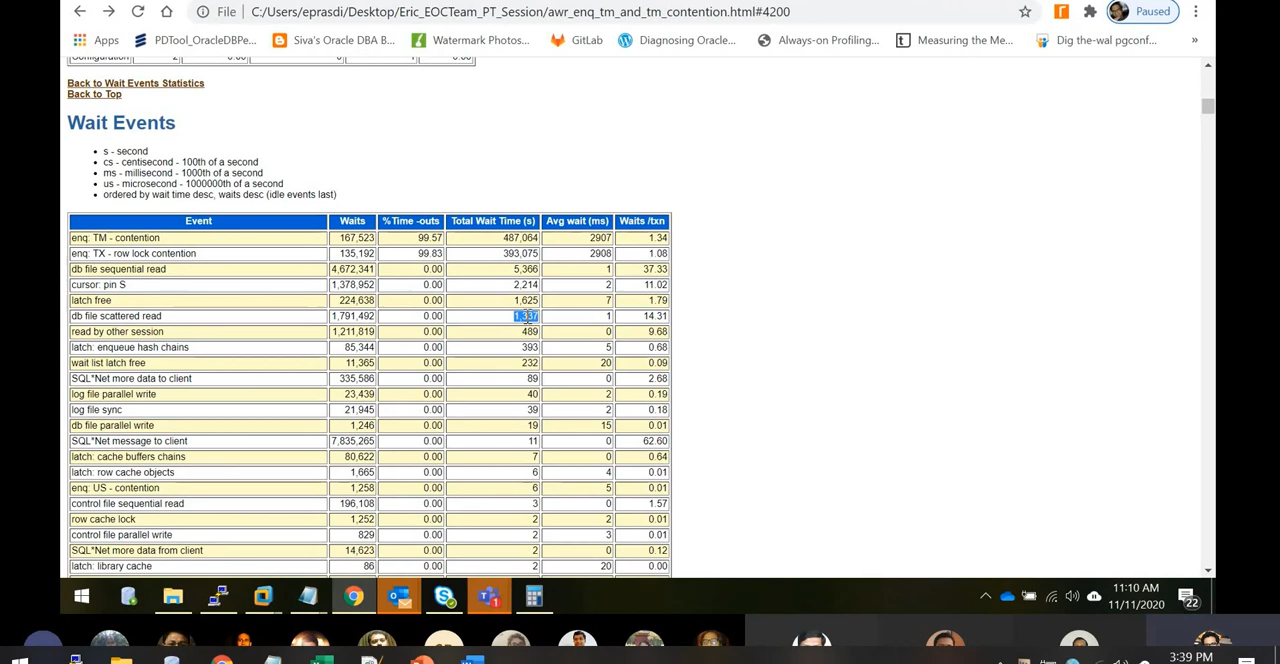 File C:/Users/eprasdi/Desktop/Eric_EOCTeam_PT_Session/awr_enq_tm_and_tm_contention.html#4200 Paused
Apps PDTool_OracleDBPe... Siva's Oracle DBA B... Watermark Photos... GitLab Diagnosing Oracle... Always-on Profiling... Measuring the Me... Dig the-wal pgconf... »
Back to Wait Events Statistics
Back to Top
Wait Events
s - second
cs - centisecond - 100th of a second
ms - millisecond - 1000th of a second
us - microsecond - 1000000th of a second
ordered by wait time desc, waits desc (idle events last)
Event Waits %Time -outs Total Wait Time (s) Avg wait (ms) Waits /txn
enq: TM - contention 167,523 99.57 487,064 2907 1.34
enq: TX - row lock contention 135,192 99.83 393,075 2908 1.08
db file sequential read 4,672,341 0.00 5,366 1 37.33
cursor: pin S 1,378,952 0.00 2,214 2 11.02
latch free 224,638 0.00 1,625 7 1.79
db file scattered read 1,791,492 0.00 1,337 1 14.31
read by other session 1,211,819 0.00 489 0 9.68
latch: enqueue hash chains 85,344 0.00 393 5 0.68
wait list latch free 11,365 0.00 232 20 0.09
SQL*Net more data to client 335,586 0.00 89 0 2.68
log file parallel write 23,439 0.00 40 2 0.19
log file sync 21,945 0.00 39 2 0.18
db file parallel write 1,246 0.00 19 15 0.01
SQL*Net message to client 7,835,265 0.00 11 0 62.60
latch: cache buffers chains 80,622 0.00 7 0 0.64
latch: row cache objects 1,665 0.00 6 4 0.01
enq: US - contention 1,258 0.00 6 5 0.01
control file sequential read 196,108 0.00 3 0 1.57
row cache lock 1,252 0.00 2 2 0.01
control file parallel write 829 0.00 2 3 0.01
SQL*Net more data from client 14,623 0.00 2 0 0.12
latch: library cache 86 0.00 2 20 0.00
11:10 AM
11/11/2020
22
3:39 PM